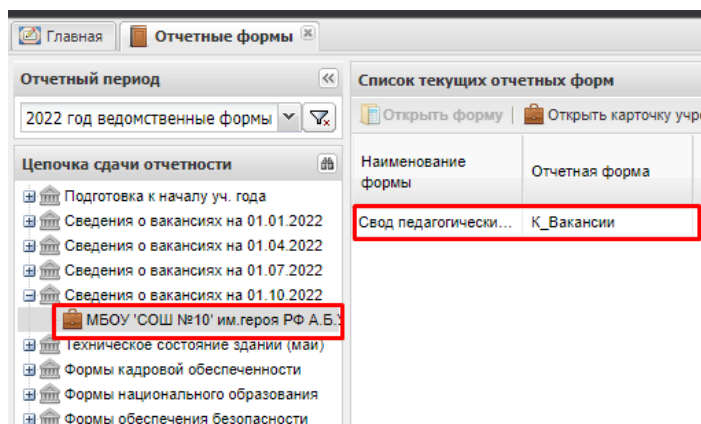 Главная
Отчетные формы
Отчетный период
2022 год ведомственные формы
Цепочка сдачи отчетности
Подготовка к началу уч. года
Сведения о вакансиях на 01.01.2022
Сведения о вакансиях на 01.04.2022
Сведения о вакансиях на 01.07.2022
Сведения о вакансиях на 01.10.2022
МБОУ 'СОШ №10' им.героя РФ А.Б.
Техническое состояние здании (май)
Формы кадровой обеспеченности
Формы национального образования
Формы обеспечения безопасности
Список текущих отчетных форм
Открыть форму | Открыть карточку учр
Наименование формы
Отчетная форма
Свод педагогически... К_Вакансии